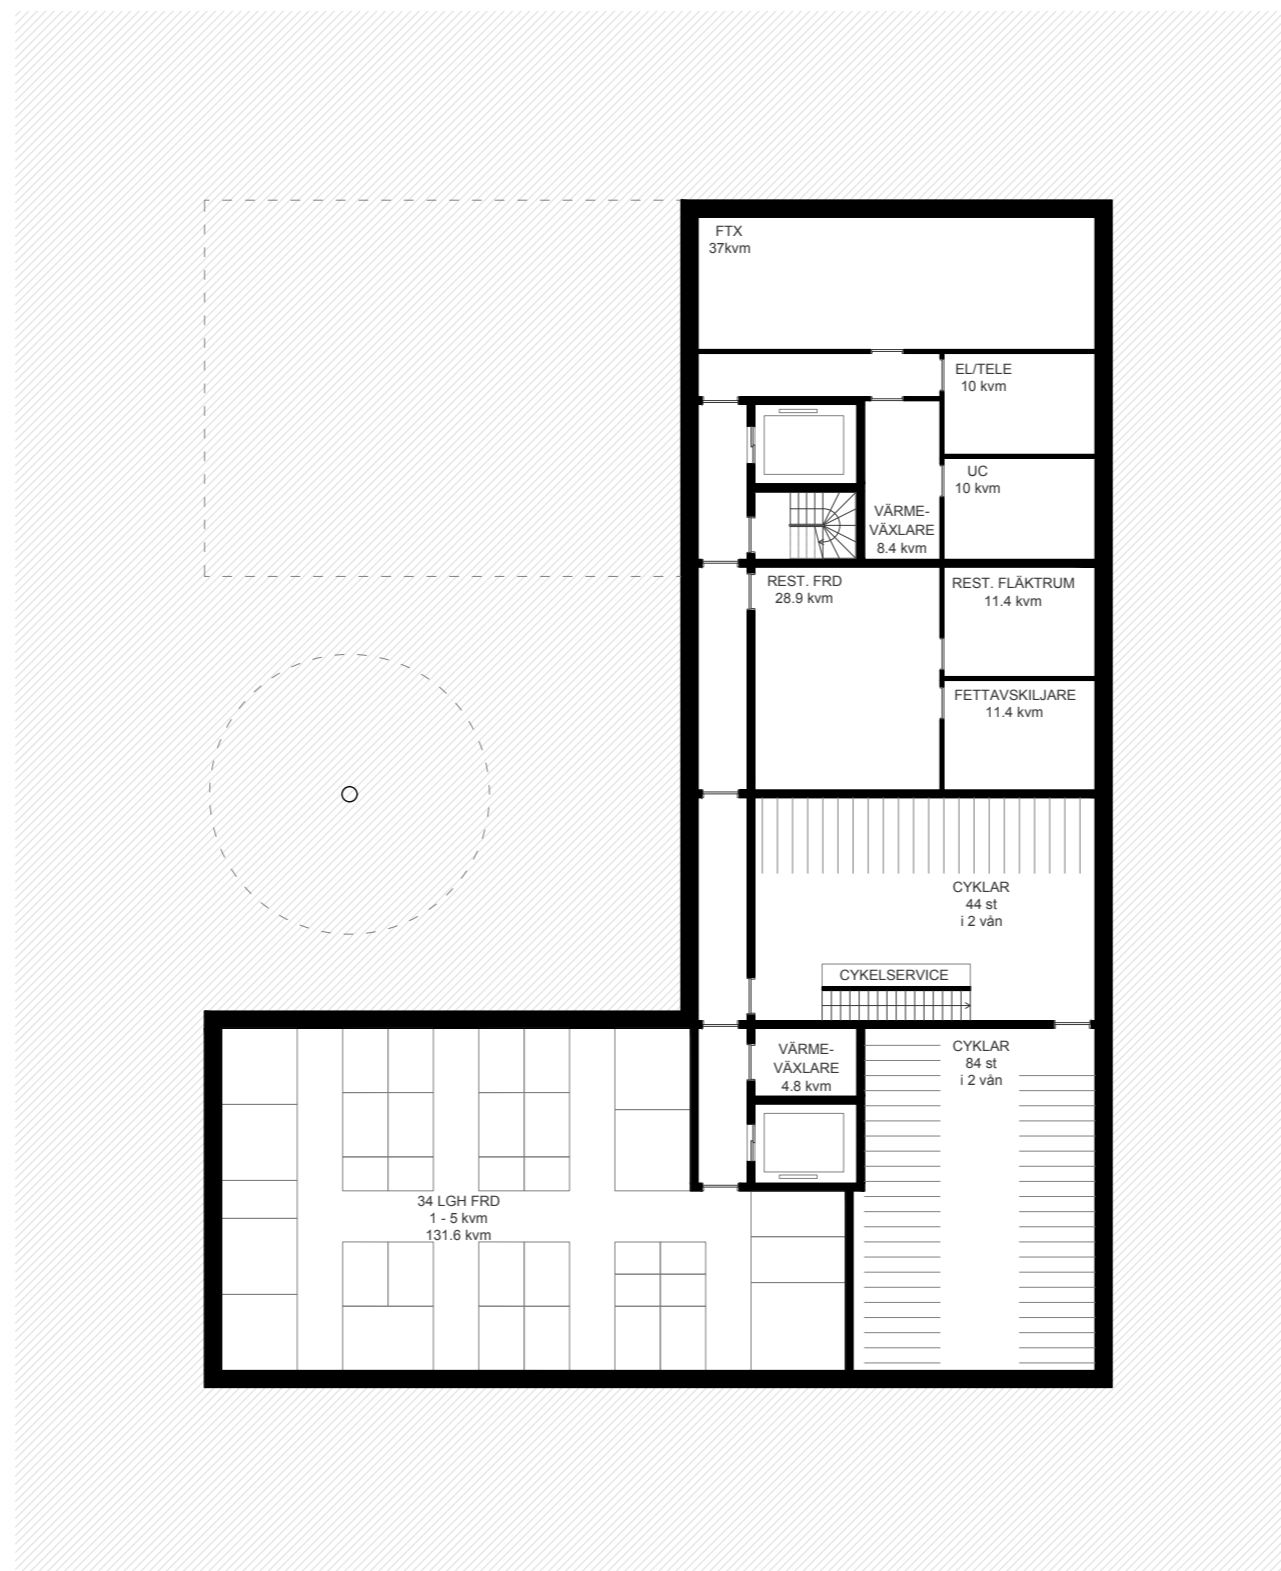 FTX
37kvm
EL/TELE
10 kvm
UC
10 kvm
VÄRME-
VÄXLARE
8.4 kvm
REST. FRD
28.9 kvm
REST. FLÄKTRUM
11.4 kvm
FETTAVSKILJARE
11.4 kvm
CYKLAR
44 st
i 2 vån
CYKELSERVICE
VÄRME-
VÄXLARE
4.8 kvm
CYKLAR
84 st
i 2 vån
34 LGH FRD
1 - 5 kvm
131.6 kvm